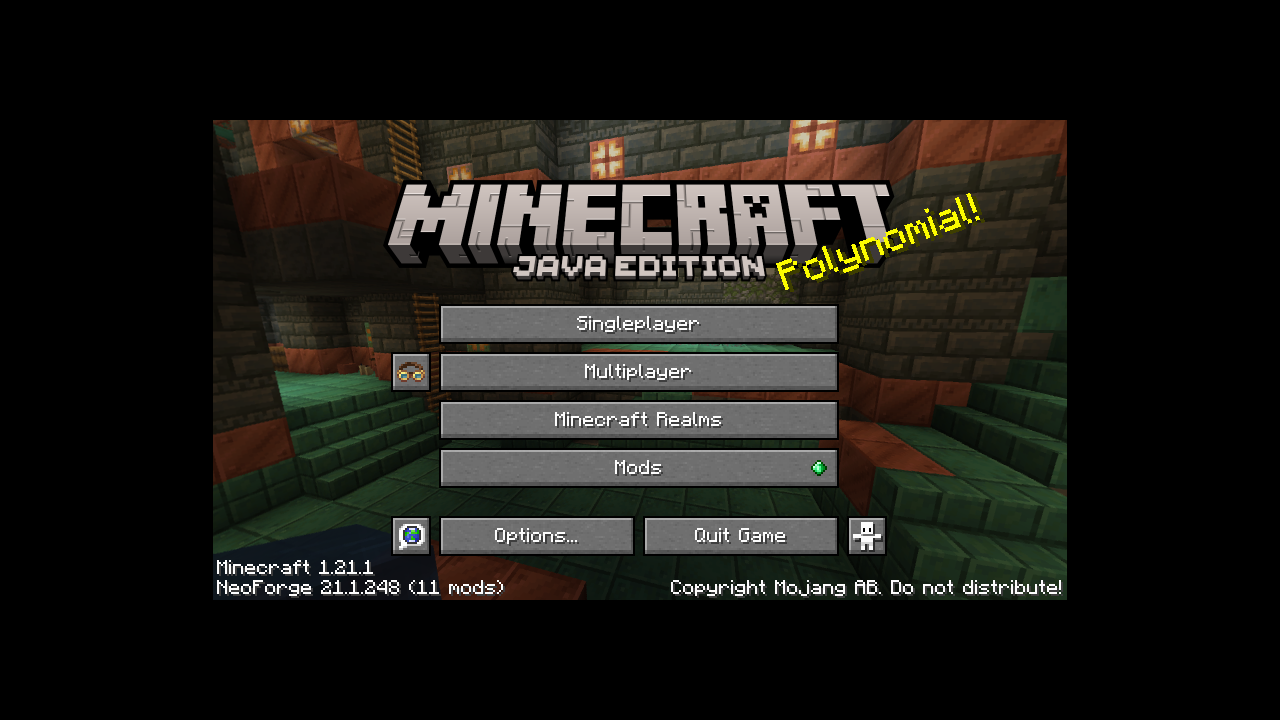 MINECRAFT
JAVA EDITION
Polynomial!
Singleplayer
Multiplayer
Minecraft Realms
Mods
Options...
Quit Game
Minecraft 1.21.1
NeoForge 21.1.248 (11 mods)
Copyright Mojang AB. Do not distribute!